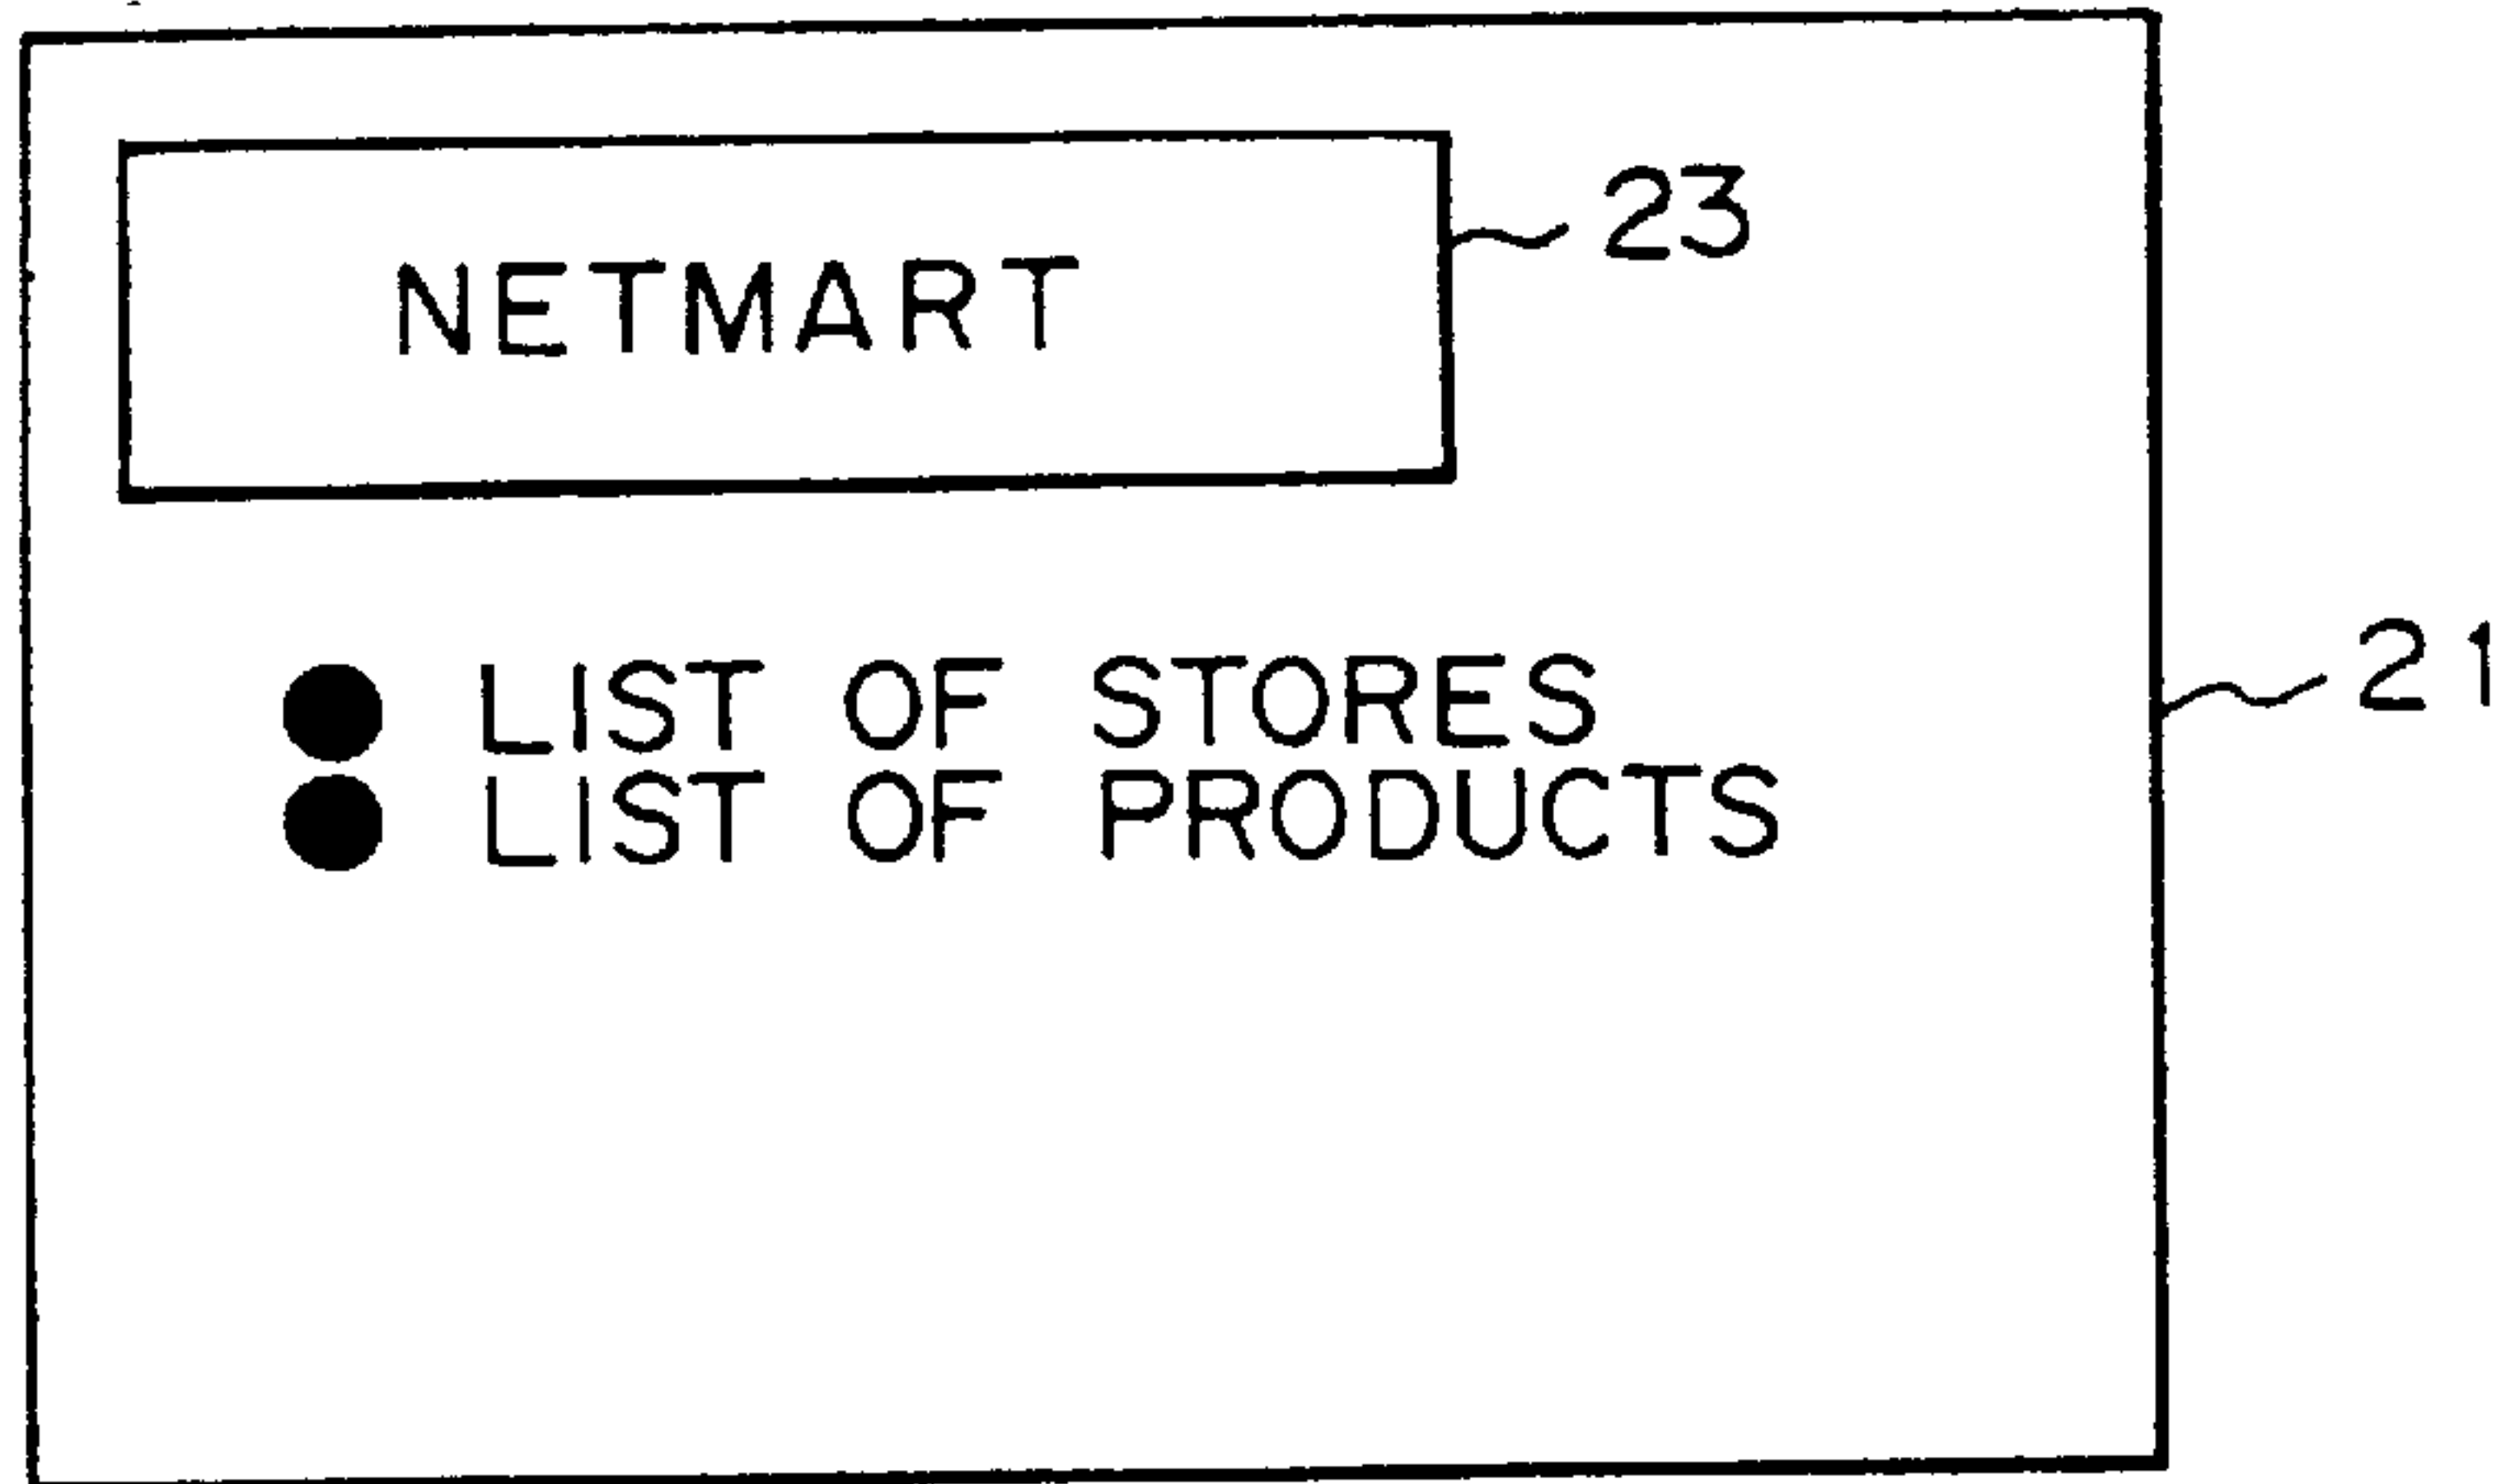 23
NETMART
21
● LIST OF STORES
● LIST OF PRODUCTS